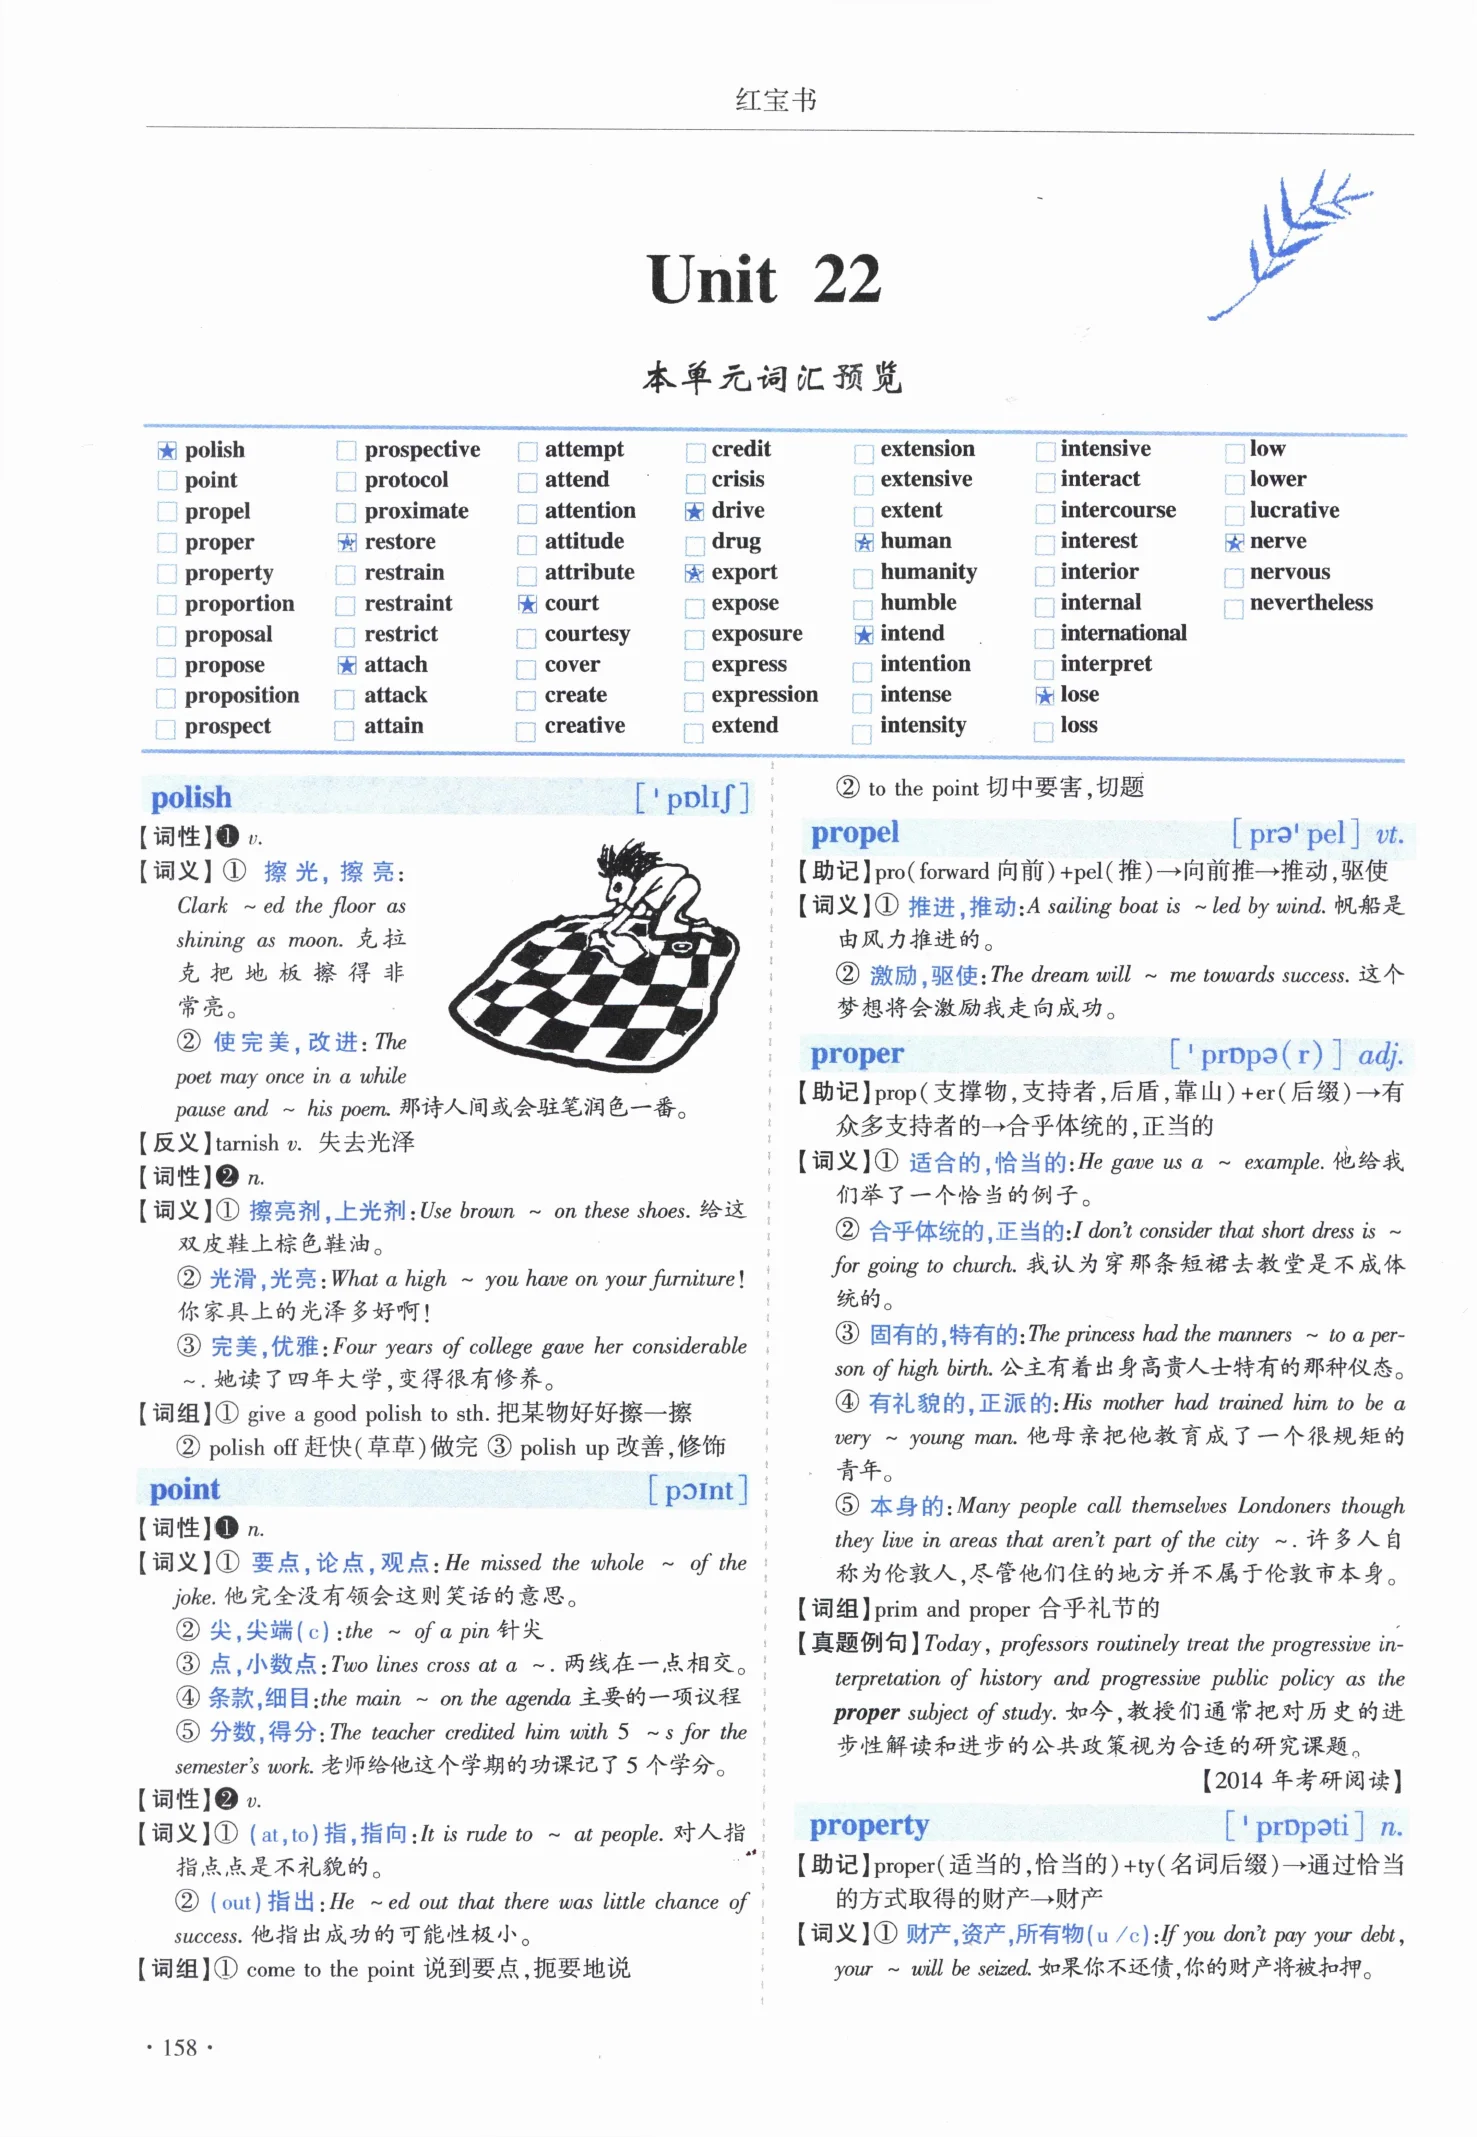 红宝书
Unit 22
本单元词汇预览
★ polish □ prospective □ attempt □ credit □ extension □ intensive □ low
□ point □ protocol □ attend □ crisis □ extensive □ interact □ lower
□ propel □ proximate □ attention ★ drive □ extent □ intercourse □ lucrative
□ proper ★ restore □ attitude □ drug ★ human □ interest ★ nerve
□ property □ restrain □ attribute ★ export □ humanity □ interior □ nervous
□ proportion □ restraint ★ court □ expose □ humble □ internal □ nevertheless
□ proposal □ restrict □ courtesy □ exposure ★ intend □ international
□ propose ★ attach □ cover □ express □ intention □ interpret
□ proposition □ attack □ create □ expression □ intense ★ lose
□ prospect □ attain □ creative □ extend □ intensity □ loss
polish [ˈpɒlɪʃ]
【词性】❶ v.
【词义】① 擦光，擦亮：
Clark ~ed the floor as
shining as moon. 克拉
克把地板擦得非
常亮。
② 使完美，改进：The
poet may once in a while
pause and ~ his poem. 那诗人间或会驻笔润色一番。
【反义】tarnish v. 失去光泽
【词性】❷ n.
【词义】① 擦亮剂，上光剂：Use brown ~ on these shoes. 给这
双皮鞋上棕色鞋油。
② 光滑，光亮：What a high ~ you have on your furniture!
你家具上的光泽多好啊！
③ 完美，优雅：Four years of college gave her considerable
~. 她读了四年大学，变得很有修养。
【词组】① give a good polish to sth. 把某物好好擦一擦
② polish off 赶快(草草)做完 ③ polish up 改善，修饰
point [pɔɪnt]
【词性】❶ n.
【词义】① 要点，论点，观点：He missed the whole ~ of the
joke. 他完全没有领会这则笑话的意思。
② 尖，尖端(c)：the ~ of a pin 针尖
③ 点，小数点：Two lines cross at a ~. 两线在一点相交。
④ 条款，细目：the main ~ on the agenda 主要的一项议程
⑤ 分数，得分：The teacher credited him with 5 ~s for the
semester's work. 老师给他这个学期的功课记了 5 个学分。
【词性】❷ v.
【词义】① (at,to)指，指向：It is rude to ~ at people. 对人指
指点点是不礼貌的。
② (out)指出：He ~ed out that there was little chance of
success. 他指出成功的可能性极小。
【词组】① come to the point 说到要点，扼要地说
② to the point 切中要害，切题
propel [prəˈpel] vt.
【助记】pro(forward 向前)+pel(推)→向前推→推动，驱使
【词义】① 推进，推动：A sailing boat is ~led by wind. 帆船是
由风力推进的。
② 激励，驱使：The dream will ~ me towards success. 这个
梦想将会激励我走向成功。
proper [ˈprɒpə(r)] adj.
【助记】prop(支撑物，支持者，后盾，靠山)+er(后缀)→有
众多支持者的→合乎体统的，正当的
【词义】① 适合的，恰当的：He gave us a ~ example. 他给我
们举了一个恰当的例子。
② 合乎体统的，正当的：I don't consider that short dress is ~
for going to church. 我认为穿那条短裙去教堂是不成体
统的。
③ 固有的，特有的：The princess had the manners ~ to a per-
son of high birth. 公主有着出身高贵人士特有的那种仪态。
④ 有礼貌的，正派的：His mother had trained him to be a
very ~ young man. 他母亲把他教育成了一个很规矩的
青年。
⑤ 本身的：Many people call themselves Londoners though
they live in areas that aren't part of the city ~. 许多人自
称为伦敦人，尽管他们住的地方并不属于伦敦市本身。
【词组】prim and proper 合乎礼节的
【真题例句】Today, professors routinely treat the progressive in-
terpretation of history and progressive public policy as the
proper subject of study. 如今，教授们通常把对历史的进
步性解读和进步的公共政策视为合适的研究课题。
【2014 年考研阅读】
property [ˈprɒpəti] n.
【助记】proper(适当的，恰当的)+ty(名词后缀)→通过恰当
的方式取得的财产→财产
【词义】① 财产，资产，所有物(u/c)：If you don't pay your debt,
your ~ will be seized. 如果你不还债，你的财产将被扣押。
·158·